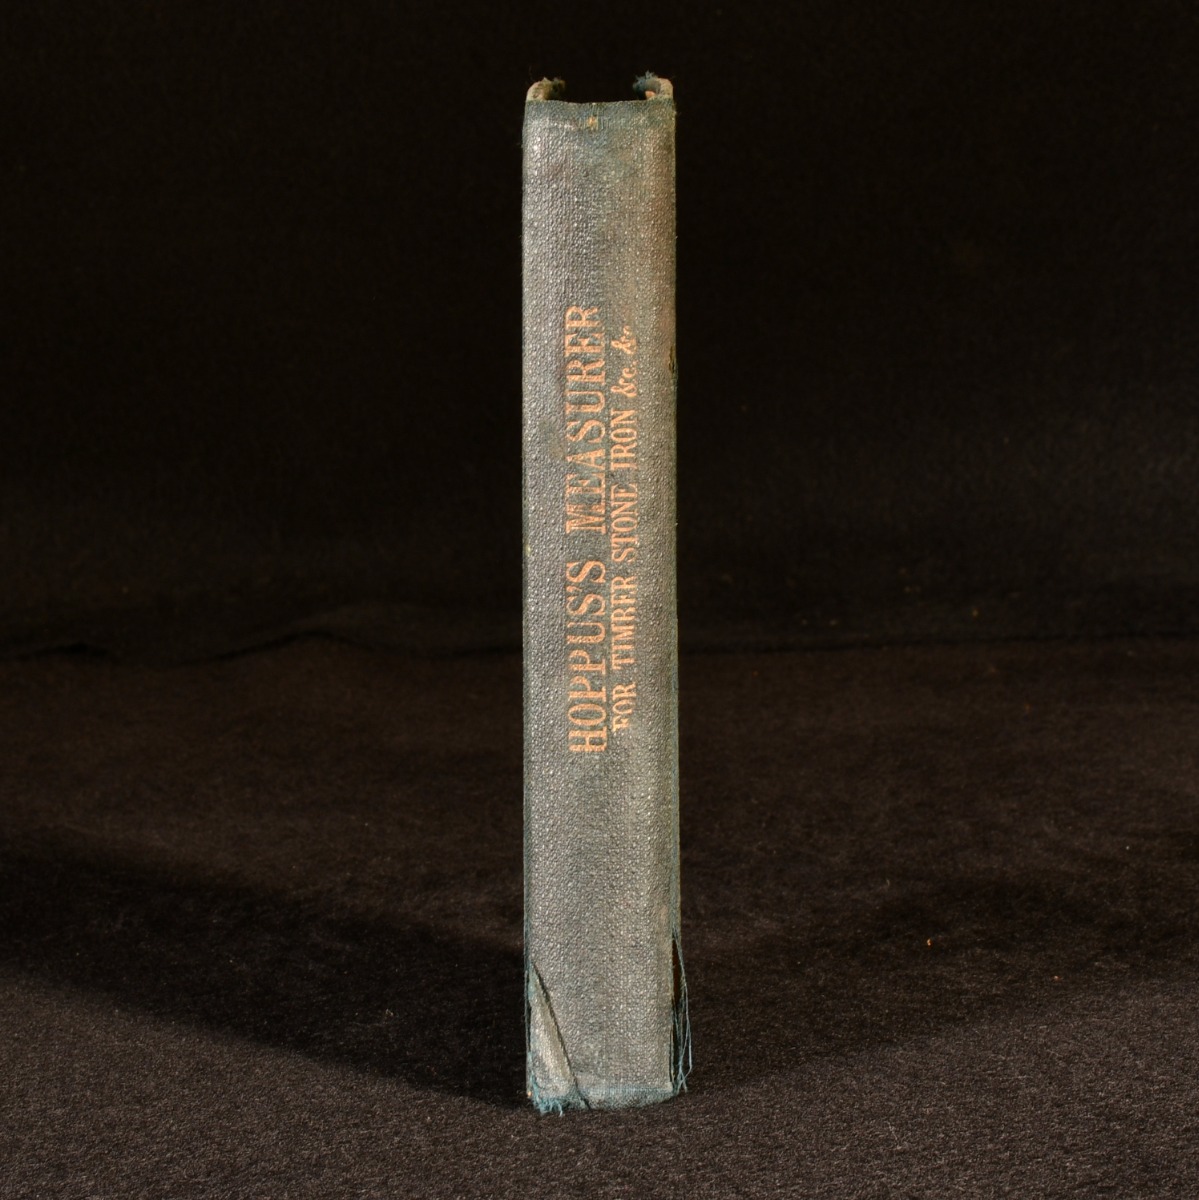 HOPPUS'S MEASURER
FOR TIMBER STONE IRON &c. &c